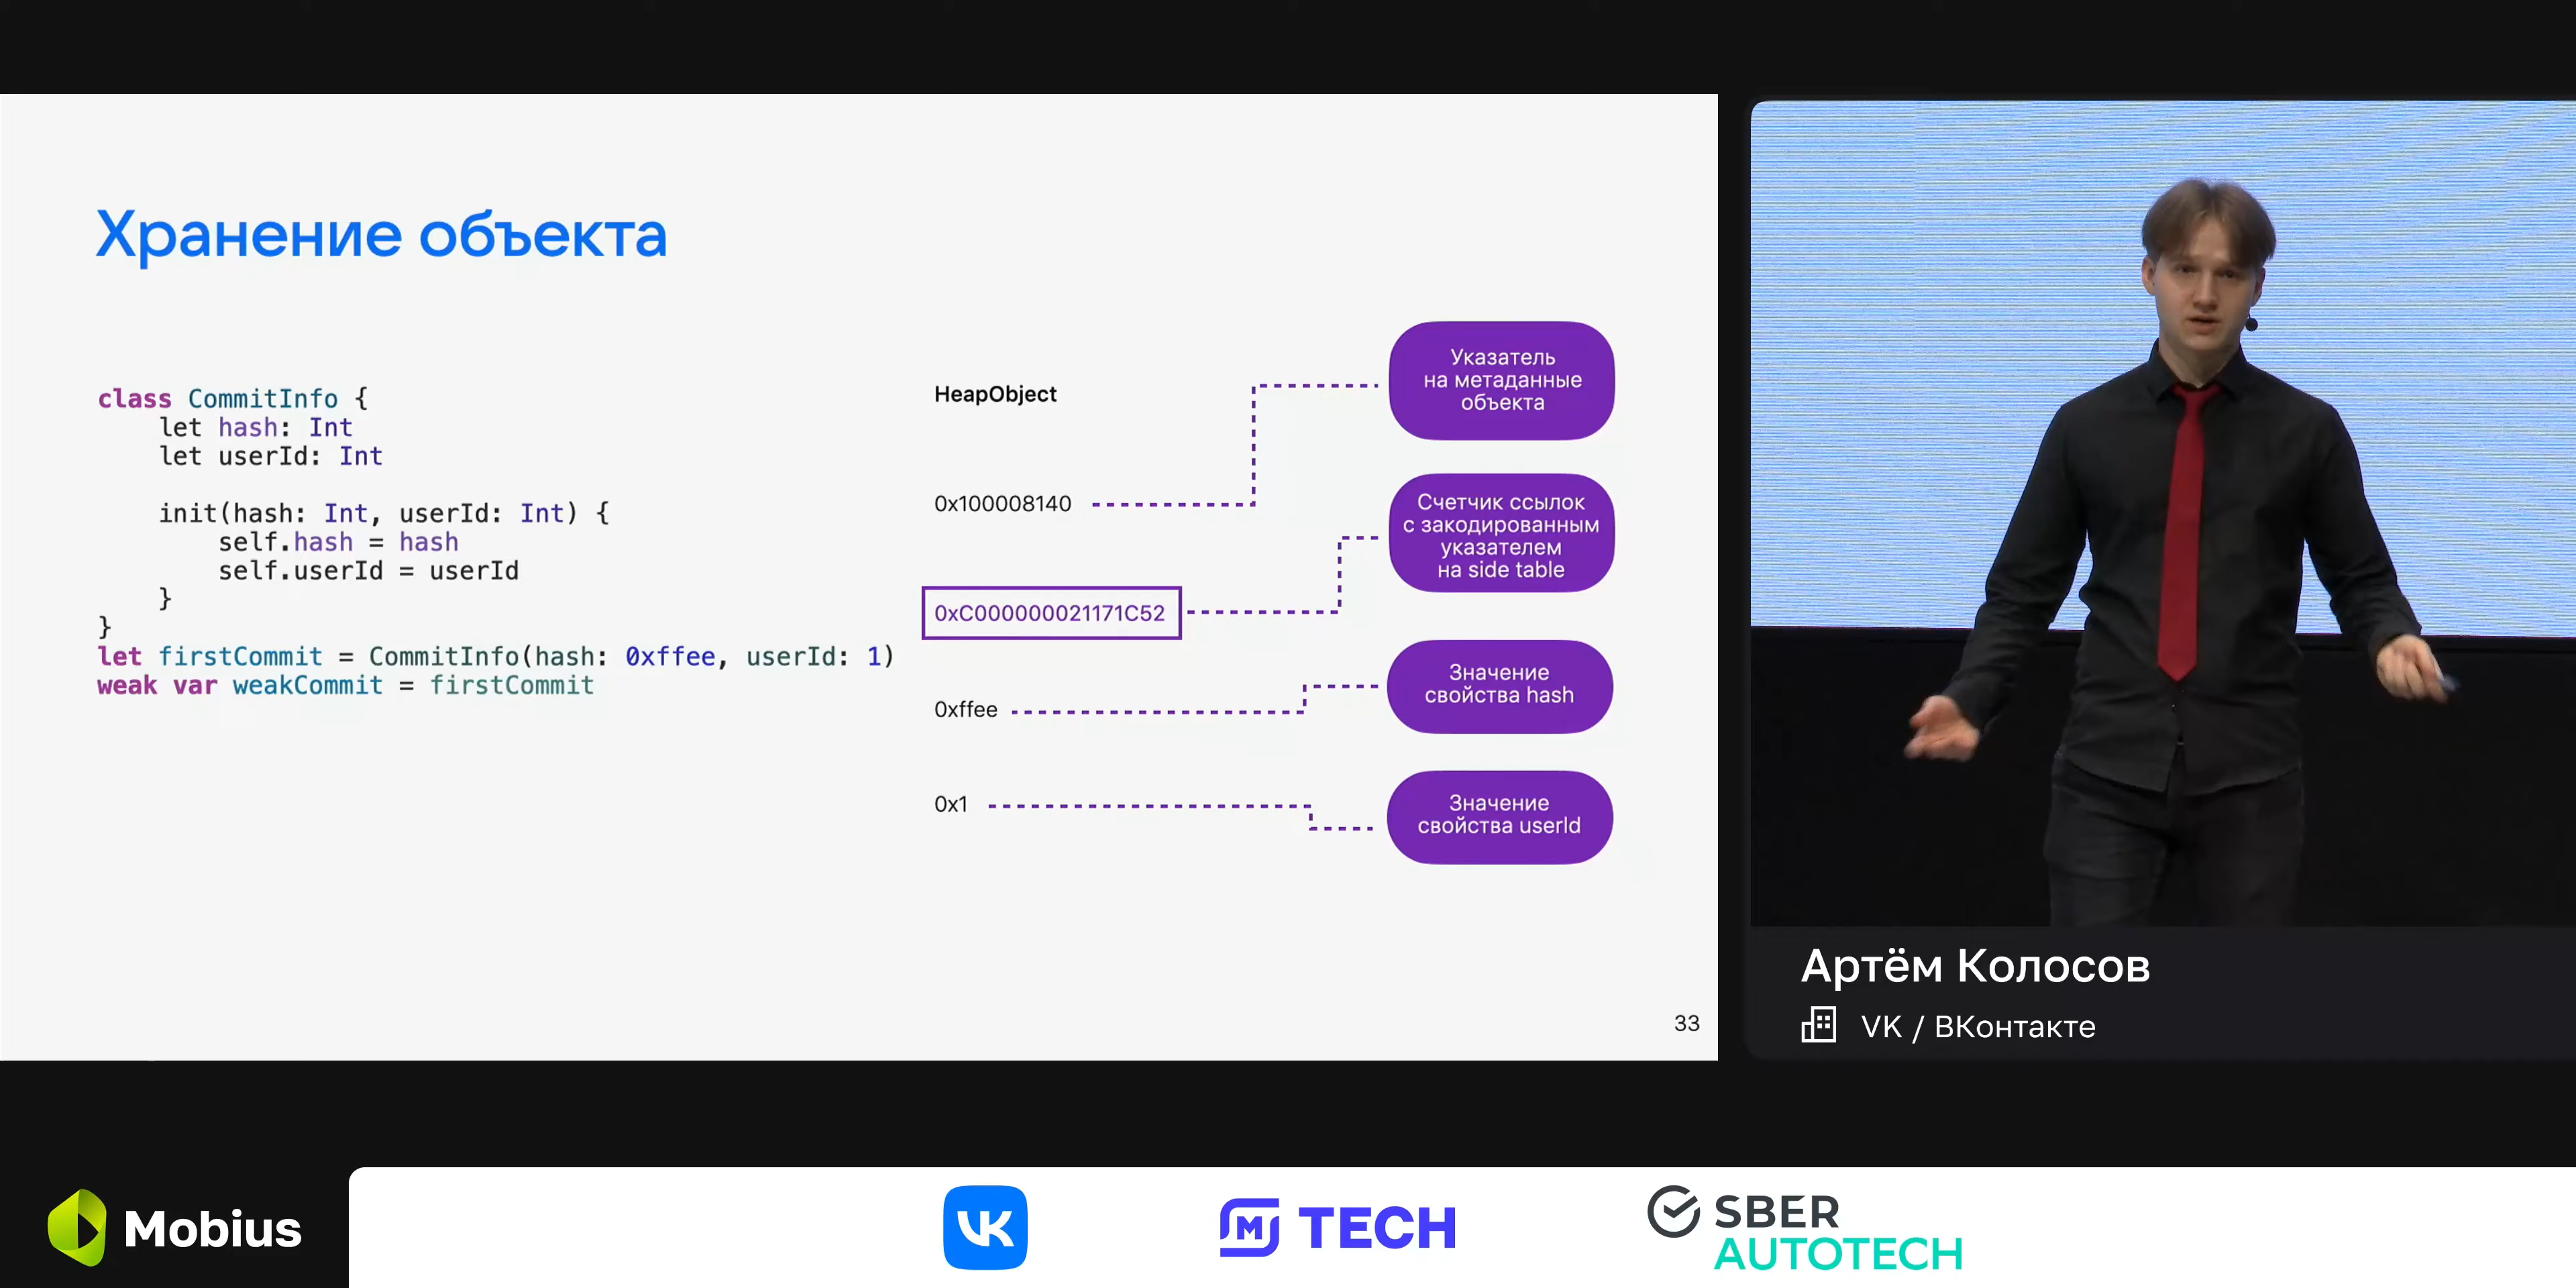 Хранение объекта
class CommitInfo {
let hash: Int
let userId: Int
init(hash: Int, userId: Int) {
self.hash = hash
self.userId = userId
}
}
let firstCommit = CommitInfo(hash: 0xffee, userId: 1)
weak var weakCommit = firstCommit
HeapObject
0x100008140
0xC000000021171C52
0xffee
0x1
Указатель
на метаданные
объекта
Счетчик ссылок
с закодированным
указателем
на side table
Значение
свойства hash
Значение
свойства userId
33
Артём Колосов
VK / ВКонтакте
Mobius
VK
M TECH
SBER
AUTOTECH